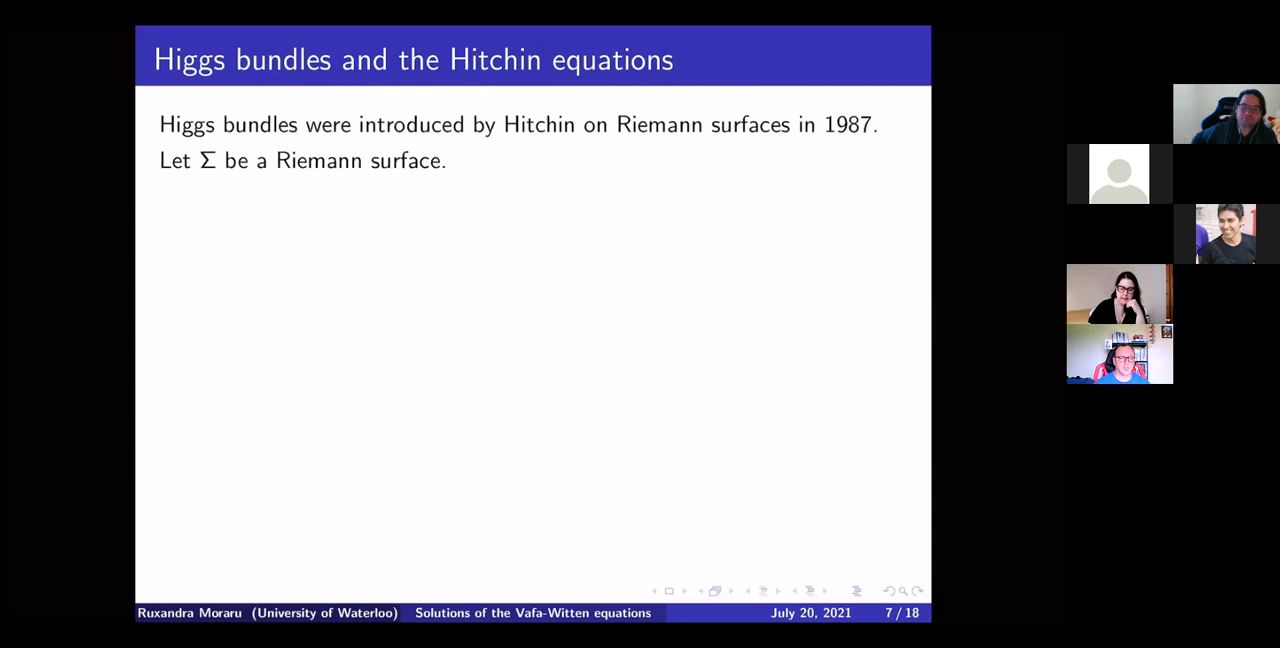 Higgs bundles and the Hitchin equations
Higgs bundles were introduced by Hitchin on Riemann surfaces in 1987.
Let Σ be a Riemann surface.
Ruxandra Moraru (University of Waterloo) Solutions of the Vafa-Witten equations July 20, 2021 7 / 18